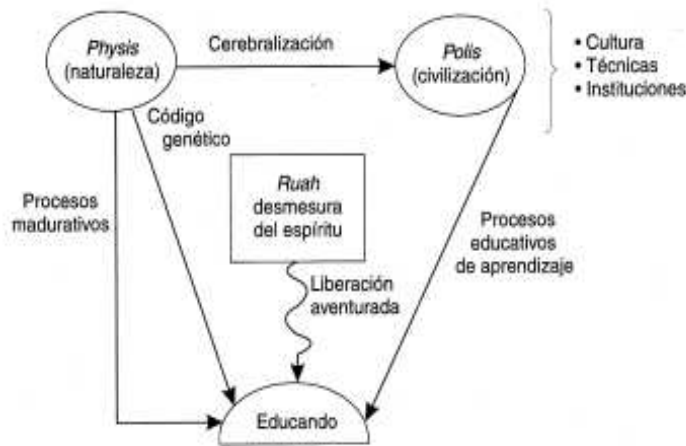 Physis
(naturaleza)
Cerebralización
Polis
(civilización)
• Cultura
• Técnicas
• Instituciones
Código
genético
Procesos
madurativos
Ruah
desmesura
del espíritu
Liberación
aventurada
Procesos
educativos
de aprendizaje
Educando